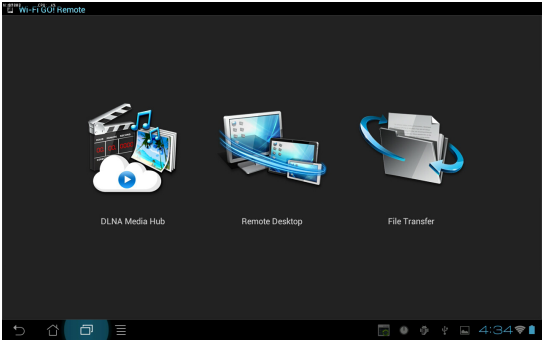 Wi-Fi GO! Remote
DLNA Media Hub
Remote Desktop
File Transfer
4:34